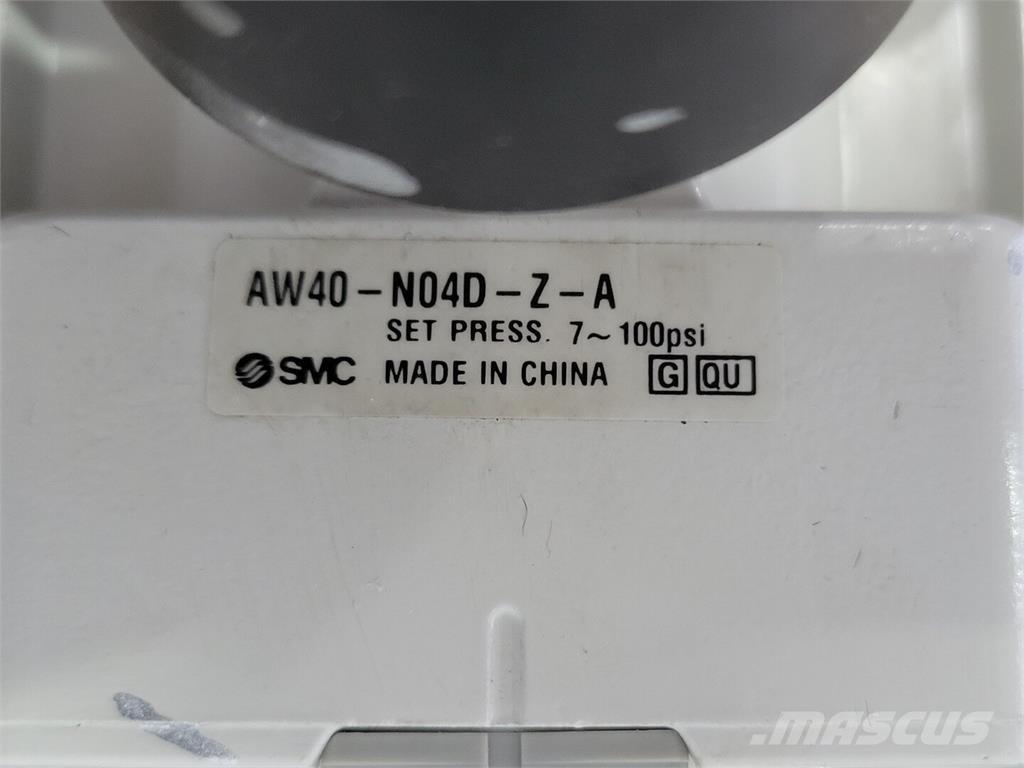 AW40-N04D-Z-A
SET PRESS. 7~100psi
SMC MADE IN CHINA G QU
MASCUS